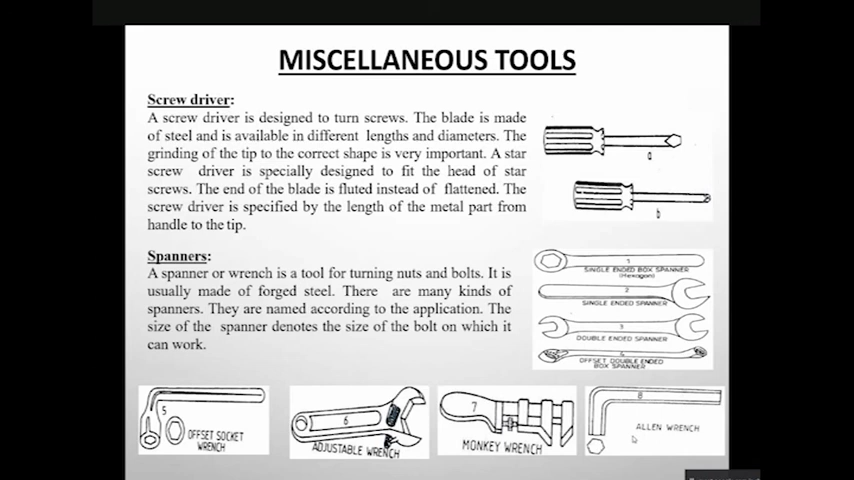 MISCELLANEOUS TOOLS
Screw driver:
A screw driver is designed to turn screws. The blade is made
of steel and is available in different lengths and diameters. The
grinding of the tip to the correct shape is very important. A star
screw driver is specially designed to fit the head of star
screws. The end of the blade is fluted instead of flattened. The
screw driver is specified by the length of the metal part from
handle to the tip.
a
b
Spanners:
A spanner or wrench is a tool for turning nuts and bolts. It is
usually made of forged steel. There are many kinds of
spanners. They are named according to the application. The
size of the spanner denotes the size of the bolt on which it
can work.
1
SINGLE ENDED BOX SPANNER
(Hexagon)
2
SINGLE ENDED SPANNER
3
DOUBLE ENDED SPANNER
4
OFFSET DOUBLE ENDED
BOX SPANNER
5
OFFSET SOCKET
WRENCH
6
ADJUSTABLE WRENCH
7
MONKEY WRENCH
8
ALLEN WRENCH